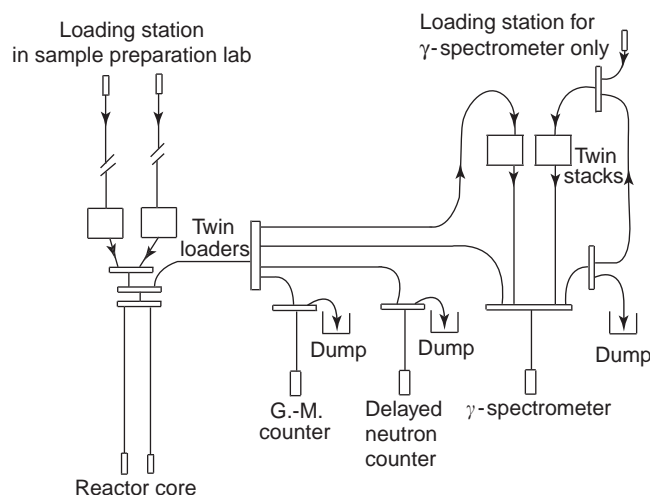 Loading station
in sample preparation lab
Loading station for
γ-spectrometer only
Twin
stacks
Twin
loaders
Dump
Dump
Dump
G.-M.
counter
Delayed
neutron
counter
γ-spectrometer
Reactor core